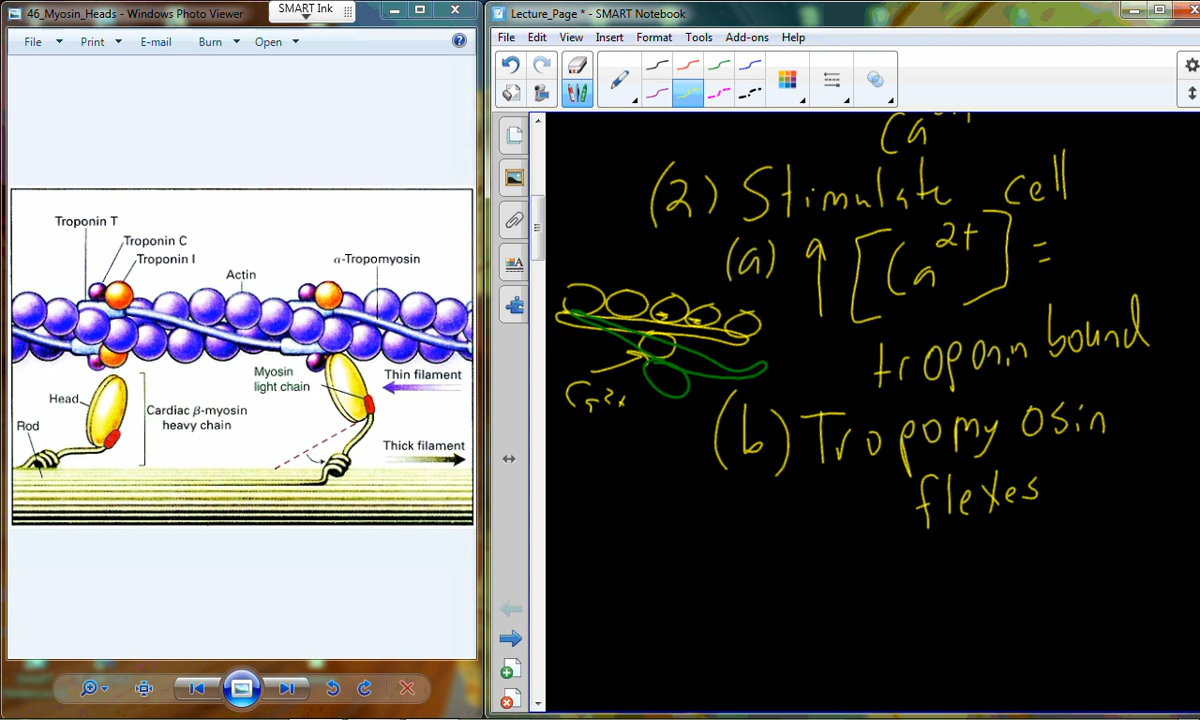 46_Myosin_Heads - Windows Photo Viewer
SMART Ink
File Print E-mail Burn Open
Troponin T
Troponin C
Troponin I
Actin
α-Tropomyosin
Myosin
light chain
Thin filament
Head
Cardiac β-myosin
heavy chain
Rod
Thick filament
Lecture_Page * - SMART Notebook
File Edit View Insert Format Tools Add-ons Help
(2) Stimulate cell
(a) ↑ [Ca2+] =
troponin bound
Ca2+
(b) Tropomyosin
flexes